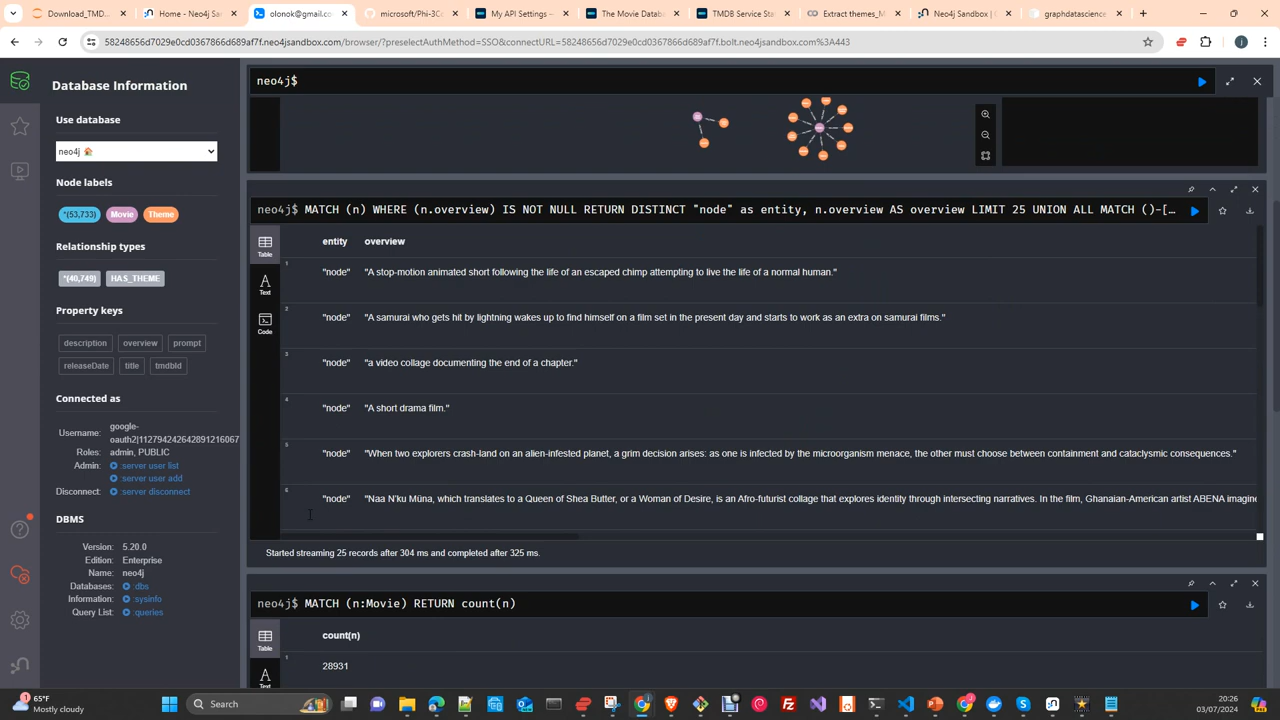 Download_TMD
Home - Neo4j Sa
olonok@gmail.co
microsoft/Phi-3C
My API Settings –
The Movie Datab
TMDB Service Sta
Extract themes_M
Neo4j Sandbox | 
graphdatascience
58248656d7029e0cd0367866d689af7f.neo4jsandbox.com/browser/?preselectAuthMethod=SSO&connectURL=58248656d7029e0cd0367866d689af7f.bolt.neo4jsandbox.com%3A443
Database Information
Use database
neo4j
Node labels
*(53,733) Movie Theme
Relationship types
*(40,749) HAS_THEME
Property keys
description overview prompt
releaseDate title tmdbId
Connected as
Username: google-
oauth2|112794242642891216067
Roles: admin, PUBLIC
Admin: :server user list
:server user add
Disconnect: :server disconnect
DBMS
Version: 5.20.0
Edition: Enterprise
Name: neo4j
Databases: :dbs
Information: :sysinfo
Query List: :queries
neo4j$
neo4j$ MATCH (n) WHERE (n.overview) IS NOT NULL RETURN DISTINCT "node" as entity, n.overview AS overview LIMIT 25 UNION ALL MATCH ()-[…
Table
Text
Code
entity overview
1 "node" "A stop-motion animated short following the life of an escaped chimp attempting to live the life of a normal human."
2 "node" "A samurai who gets hit by lightning wakes up to find himself on a film set in the present day and starts to work as an extra on samurai films."
3 "node" "a video collage documenting the end of a chapter."
4 "node" "A short drama film."
5 "node" "When two explorers crash-land on an alien-infested planet, a grim decision arises: as one is infected by the microorganism menace, the other must choose between containment and cataclysmic consequences."
6 "node" "Naa N'ku Mūna, which translates to a Queen of Shea Butter, or a Woman of Desire, is an Afro-futurist collage that explores identity through intersecting narratives. In the film, Ghanaian-American artist ABENA imagine
Started streaming 25 records after 304 ms and completed after 325 ms.
neo4j$ MATCH (n:Movie) RETURN count(n)
Table
Text
count(n)
1 28931
65°F
Mostly cloudy
Search
20:26
03/07/2024